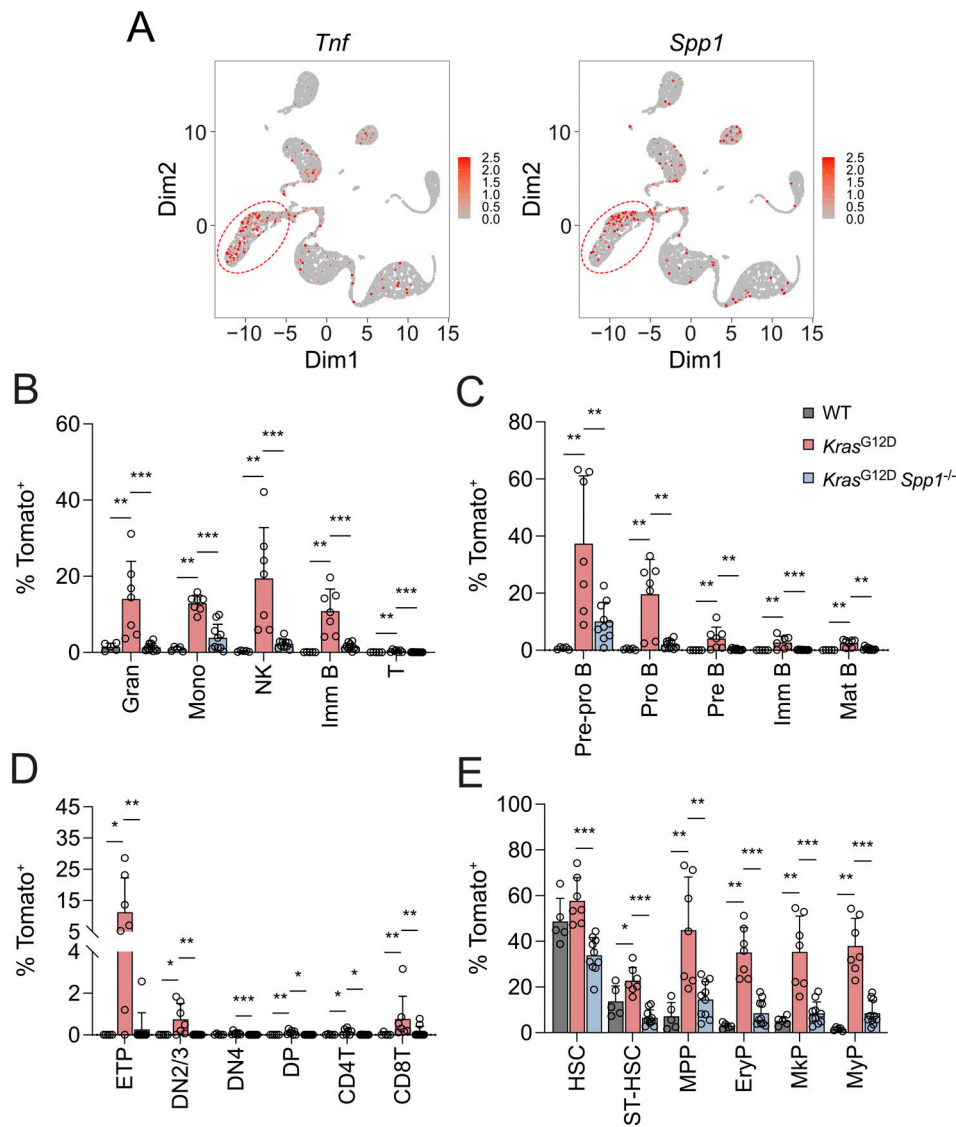 A
Tnf
Spp1
Dim2
10
0
−10 −5 0 5 10 15
2.5
2.0
1.5
1.0
0.5
0.0
10
0
−10 −5 0 5 10 15
2.5
2.0
1.5
1.0
0.5
0.0
Dim1
Dim1
B
% Tomato+
60
40
20
0
** ***
** ***
** ***
** ***
** ***
Gran Mono NK Imm B T
C
WT
KrasG12D
KrasG12D Spp1-/-
% Tomato+
80
60
40
20
0
** **
** **
** **
** ***
** **
Pre-pro B Pro B Pre B Imm B Mat B
D
% Tomato+
45
35
25
15
5
4
2
0
* **
* **
***
** *
* *
** **
ETP DN2/3 DN4 DP CD4T CD8T
E
% Tomato+
100
80
60
40
20
0
***
* ***
** **
** ***
** ***
** ***
HSC ST-HSC MPP EryP MkP MyP